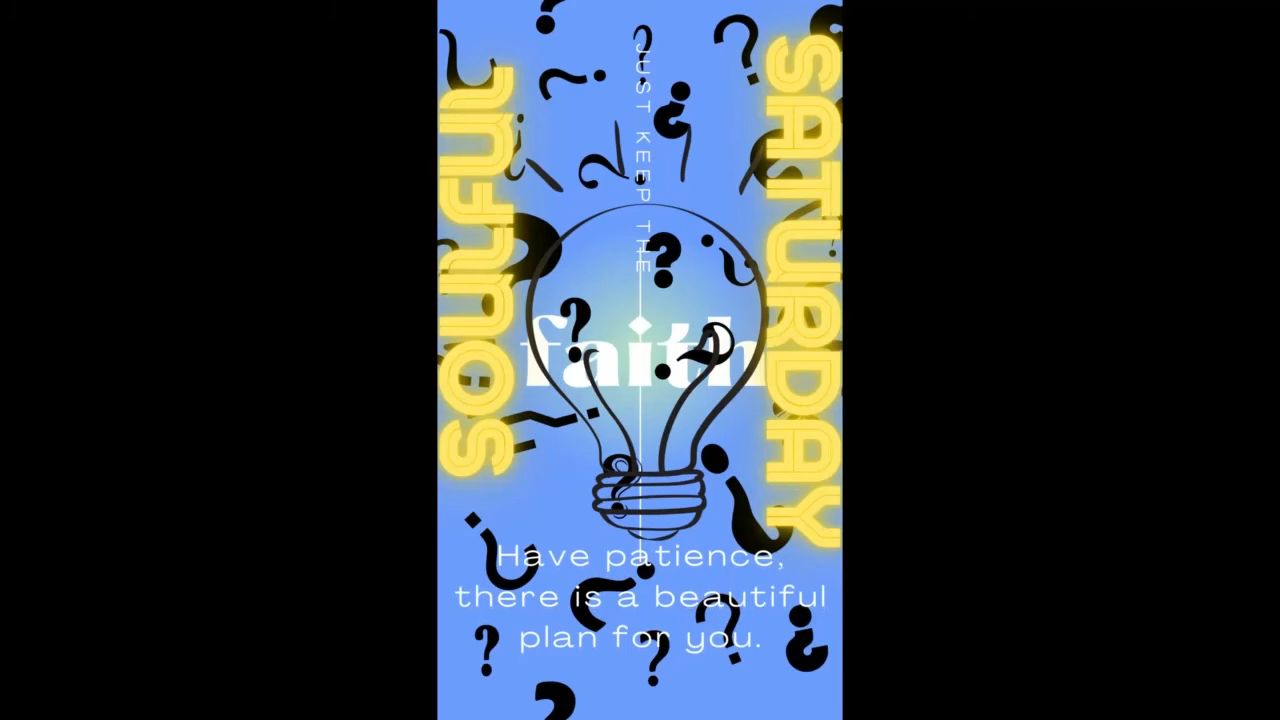 SOULFUL
SATURDAY
JUST KEEP THE
faith
Have patience,
there is a beautiful
plan for you.